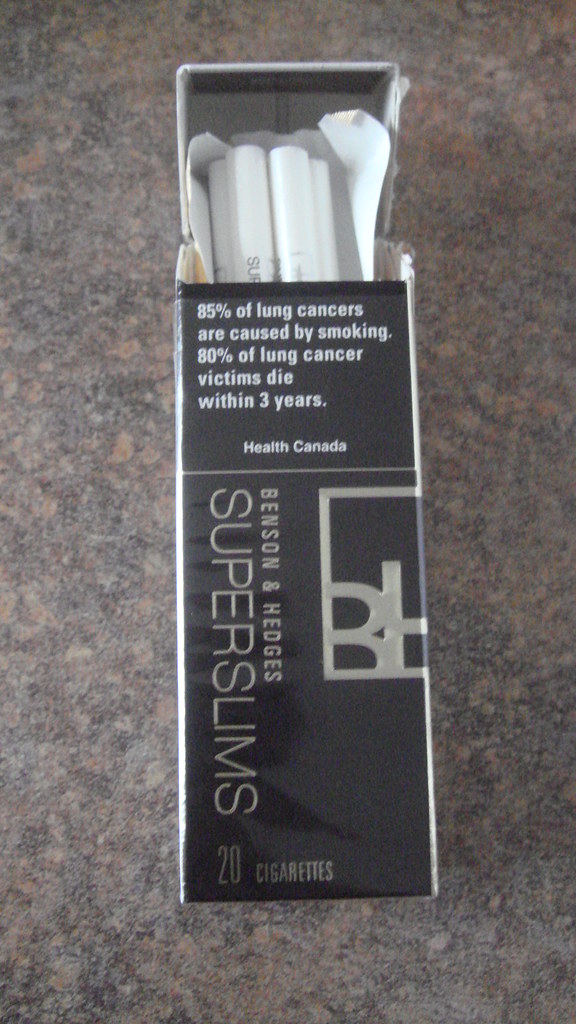 SUP
85% of lung cancers
are caused by smoking.
80% of lung cancer
victims die
within 3 years.
Health Canada
BENSON & HEDGES
SUPERSLIMS
20 CIGARETTES